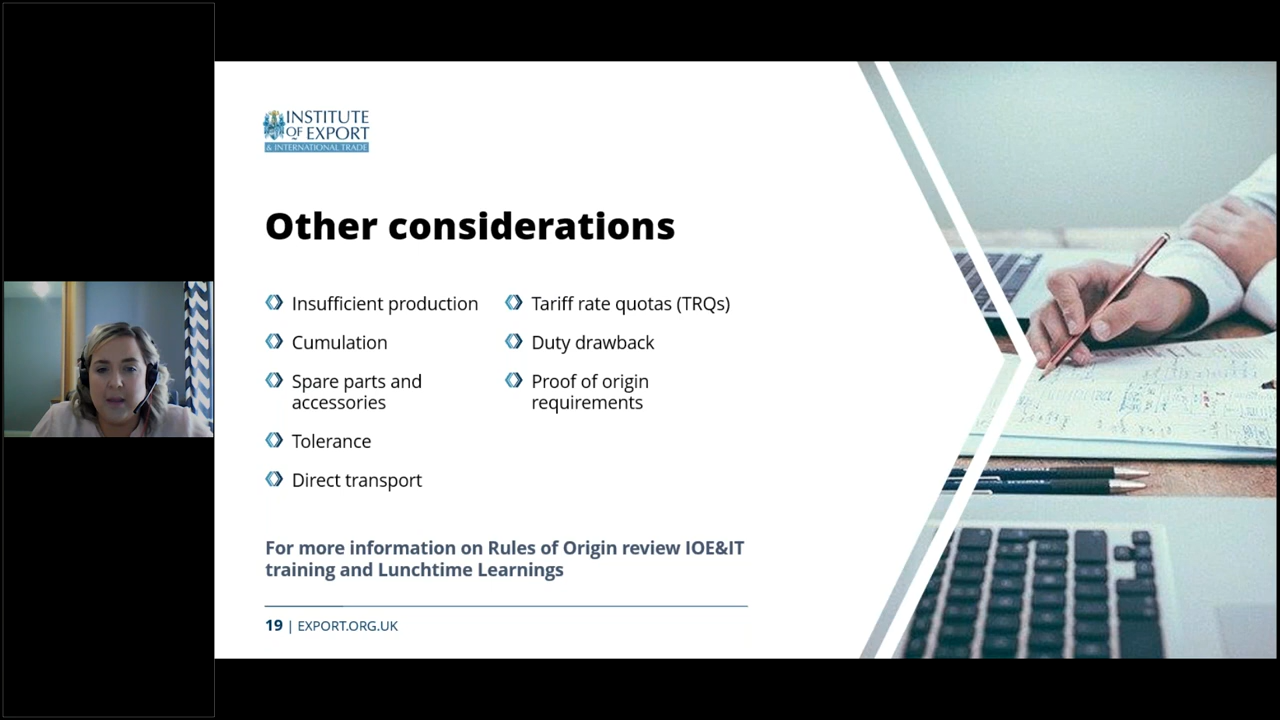 INSTITUTE
OF EXPORT
& INTERNATIONAL TRADE
Other considerations
Insufficient production
Cumulation
Spare parts and
accessories
Tolerance
Direct transport
Tariff rate quotas (TRQs)
Duty drawback
Proof of origin
requirements
For more information on Rules of Origin review IOE&IT
training and Lunchtime Learnings
19 | EXPORT.ORG.UK